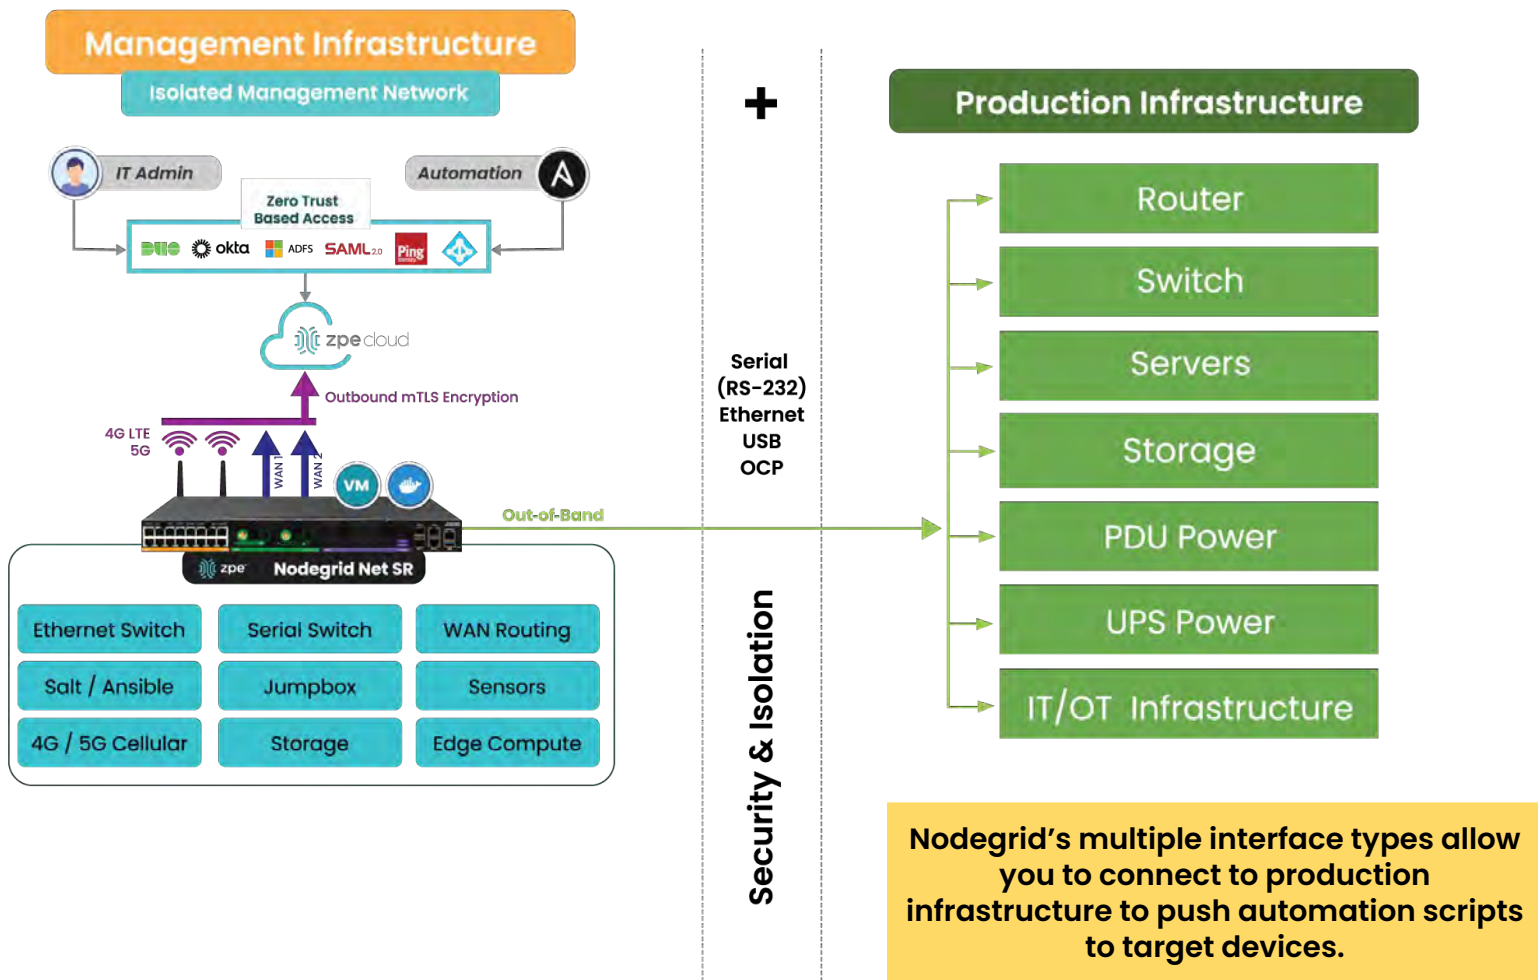 Management Infrastructure
Isolated Management Network
IT Admin
Automation
Zero Trust
Based Access
DUO
okta
ADFS
SAML 2.0
Ping
zpe cloud
Outbound mTLS Encryption
4G LTE
5G
WAN 1
WAN 2
VM
Out-of-Band
zpe
Nodegrid Net SR
Ethernet Switch
Serial Switch
WAN Routing
Salt / Ansible
Jumpbox
Sensors
4G / 5G Cellular
Storage
Edge Compute
+
Serial
(RS-232)
Ethernet
USB
OCP
Security & Isolation
Production Infrastructure
Router
Switch
Servers
Storage
PDU Power
UPS Power
IT/OT Infrastructure
Nodegrid’s multiple interface types allow
you to connect to production
infrastructure to push automation scripts
to target devices.